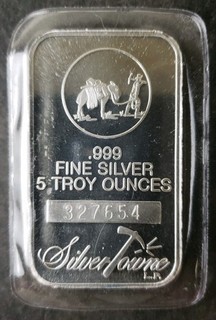 .999
FINE SILVER
5 TROY OUNCES
327654
SilverTowne
L.P.